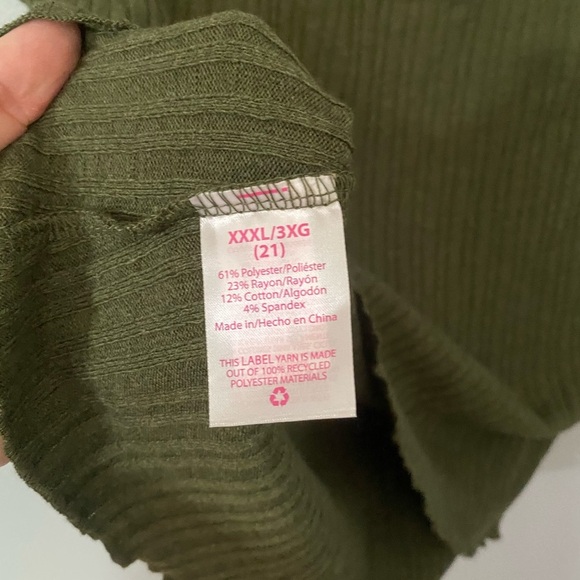 XXXL/3XG
(21)
61% Polyester/Poliéster
23% Rayon/Rayón
12% Cotton/Algodón
4% Spandex
Made in/Hecho en China
THIS LABEL YARN IS MADE
OUT OF 100% RECYCLED
POLYESTER MATERIALS